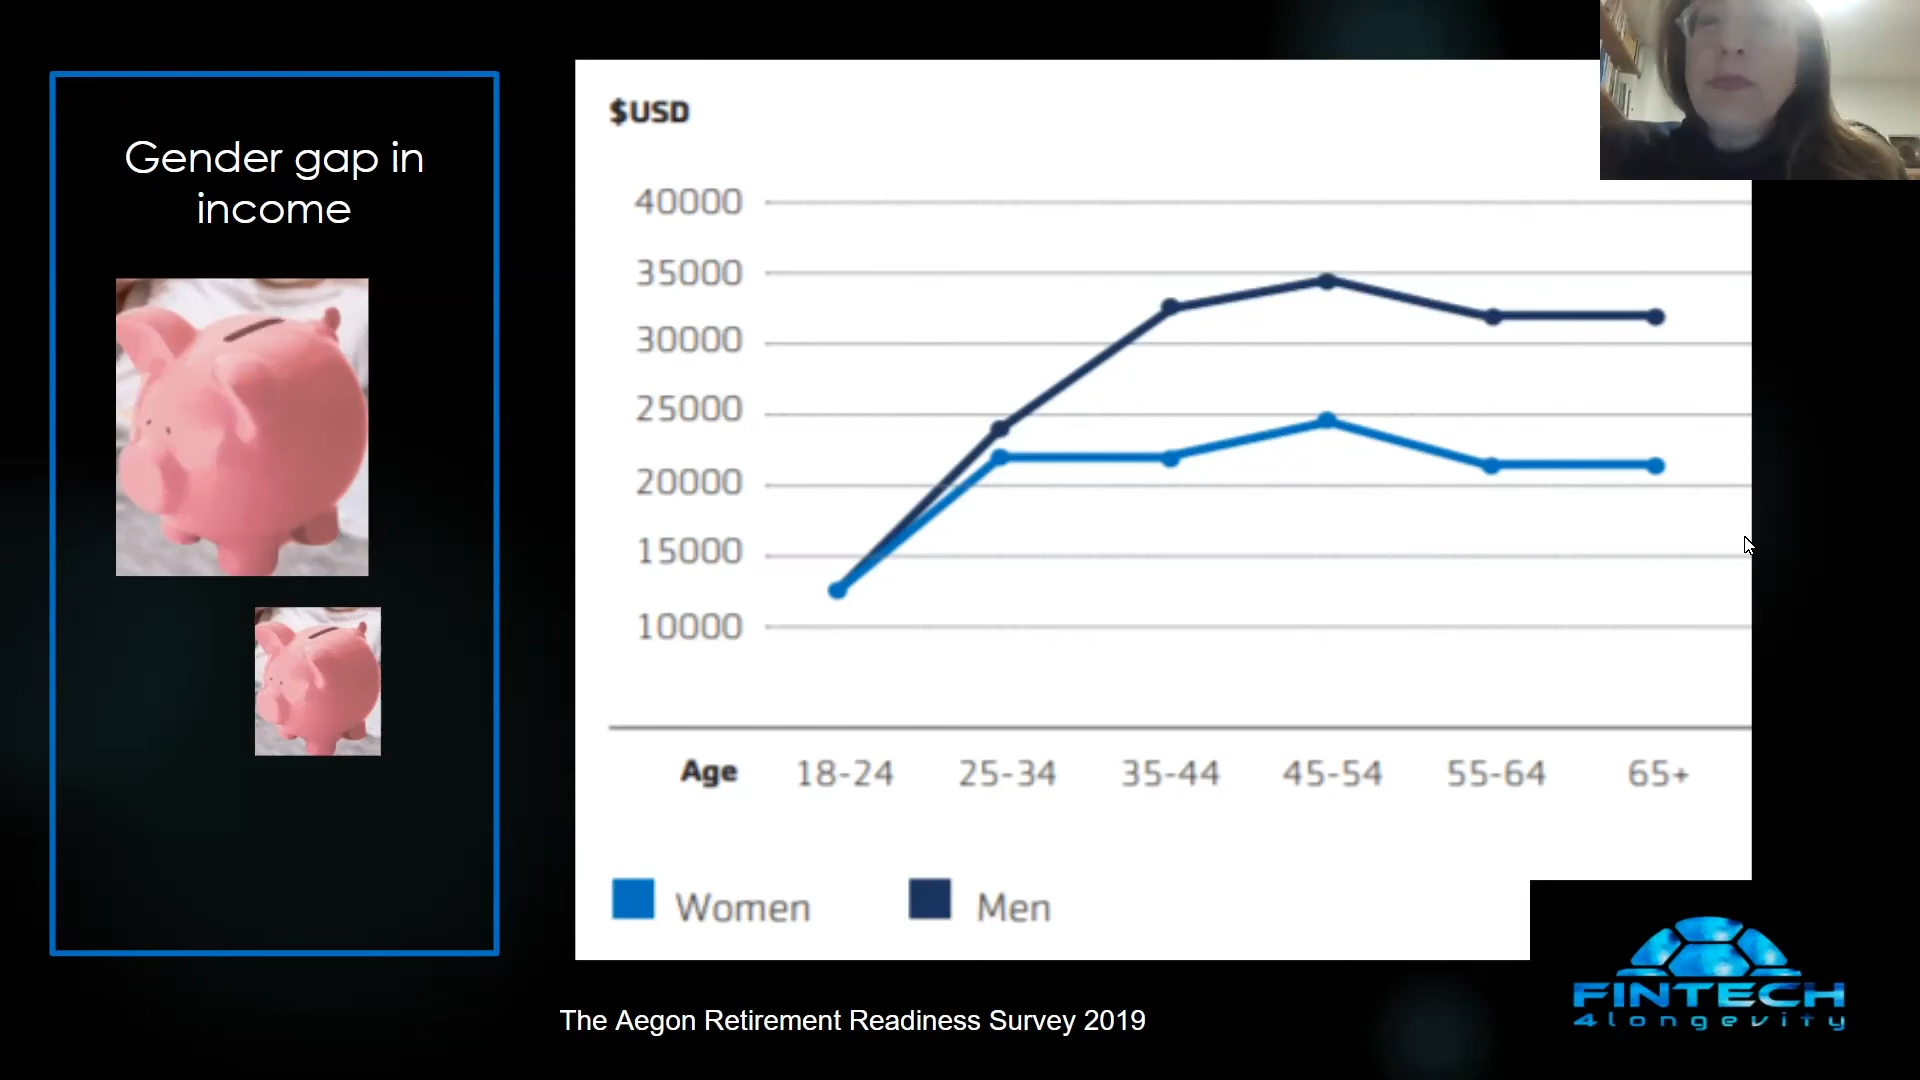 Gender gap in
income
$USD
40000
35000
30000
25000
20000
15000
10000
Age 18-24 25-34 35-44 45-54 55-64 65+
Women Men
The Aegon Retirement Readiness Survey 2019
FINTECH
4longevity